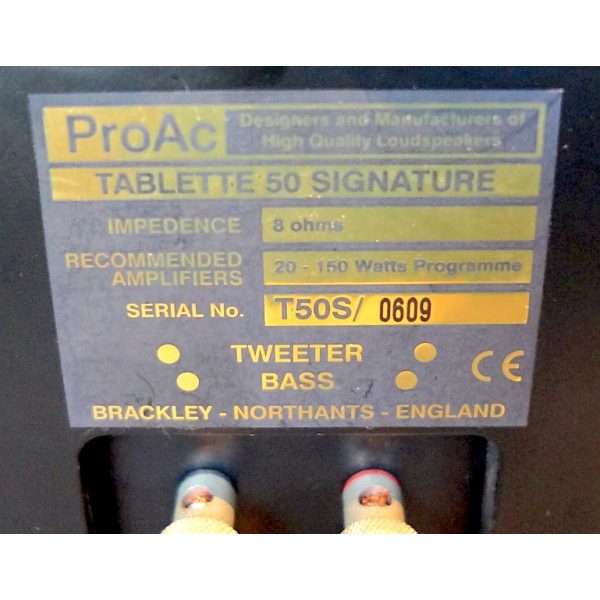 ProAc
Designers and Manufacturers of
High Quality Loudspeakers
TABLETTE 50 SIGNATURE
IMPEDENCE 8 ohms
RECOMMENDED
AMPLIFIERS 20 - 150 Watts Programme
SERIAL No. T50S/ 0609
TWEETER
BASS
CE
BRACKLEY - NORTHANTS - ENGLAND